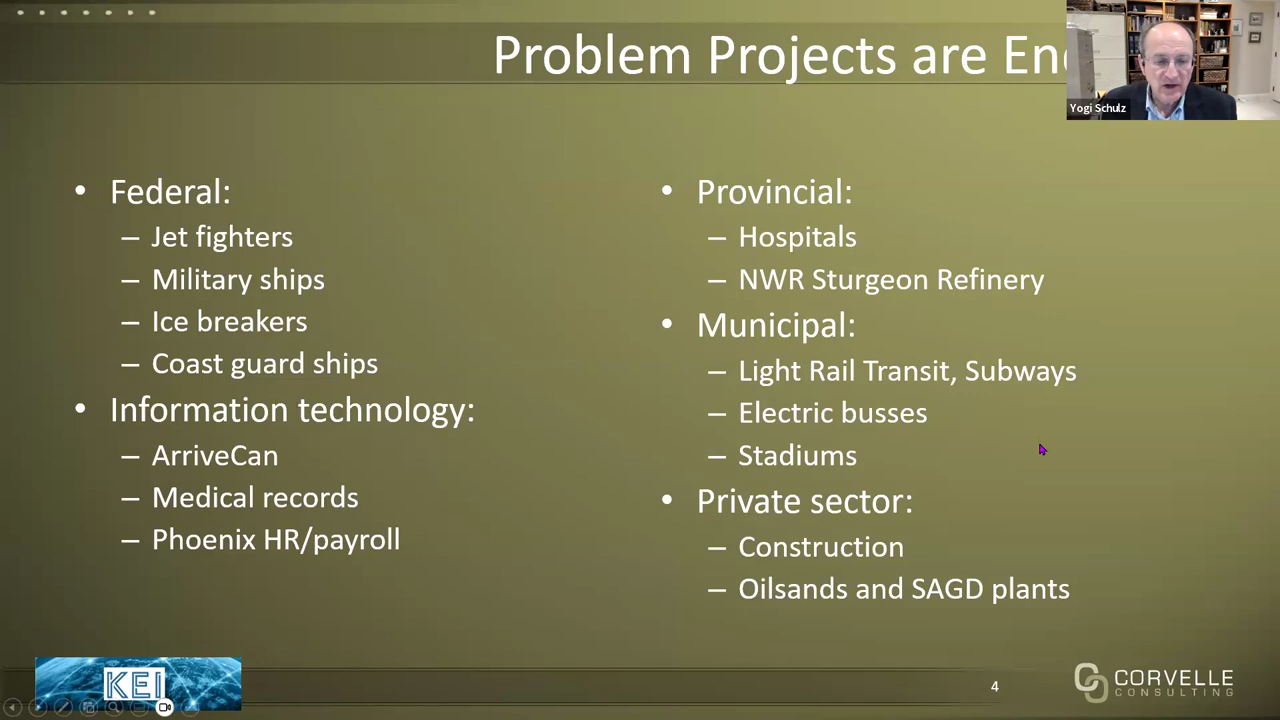 Problem Projects are En
Yogi Schulz
• Federal:
– Jet fighters
– Military ships
– Ice breakers
– Coast guard ships
• Information technology:
– ArriveCan
– Medical records
– Phoenix HR/payroll
• Provincial:
– Hospitals
– NWR Sturgeon Refinery
• Municipal:
– Light Rail Transit, Subways
– Electric busses
– Stadiums
• Private sector:
– Construction
– Oilsands and SAGD plants
KEI
4
CORVELLE
CONSULTING